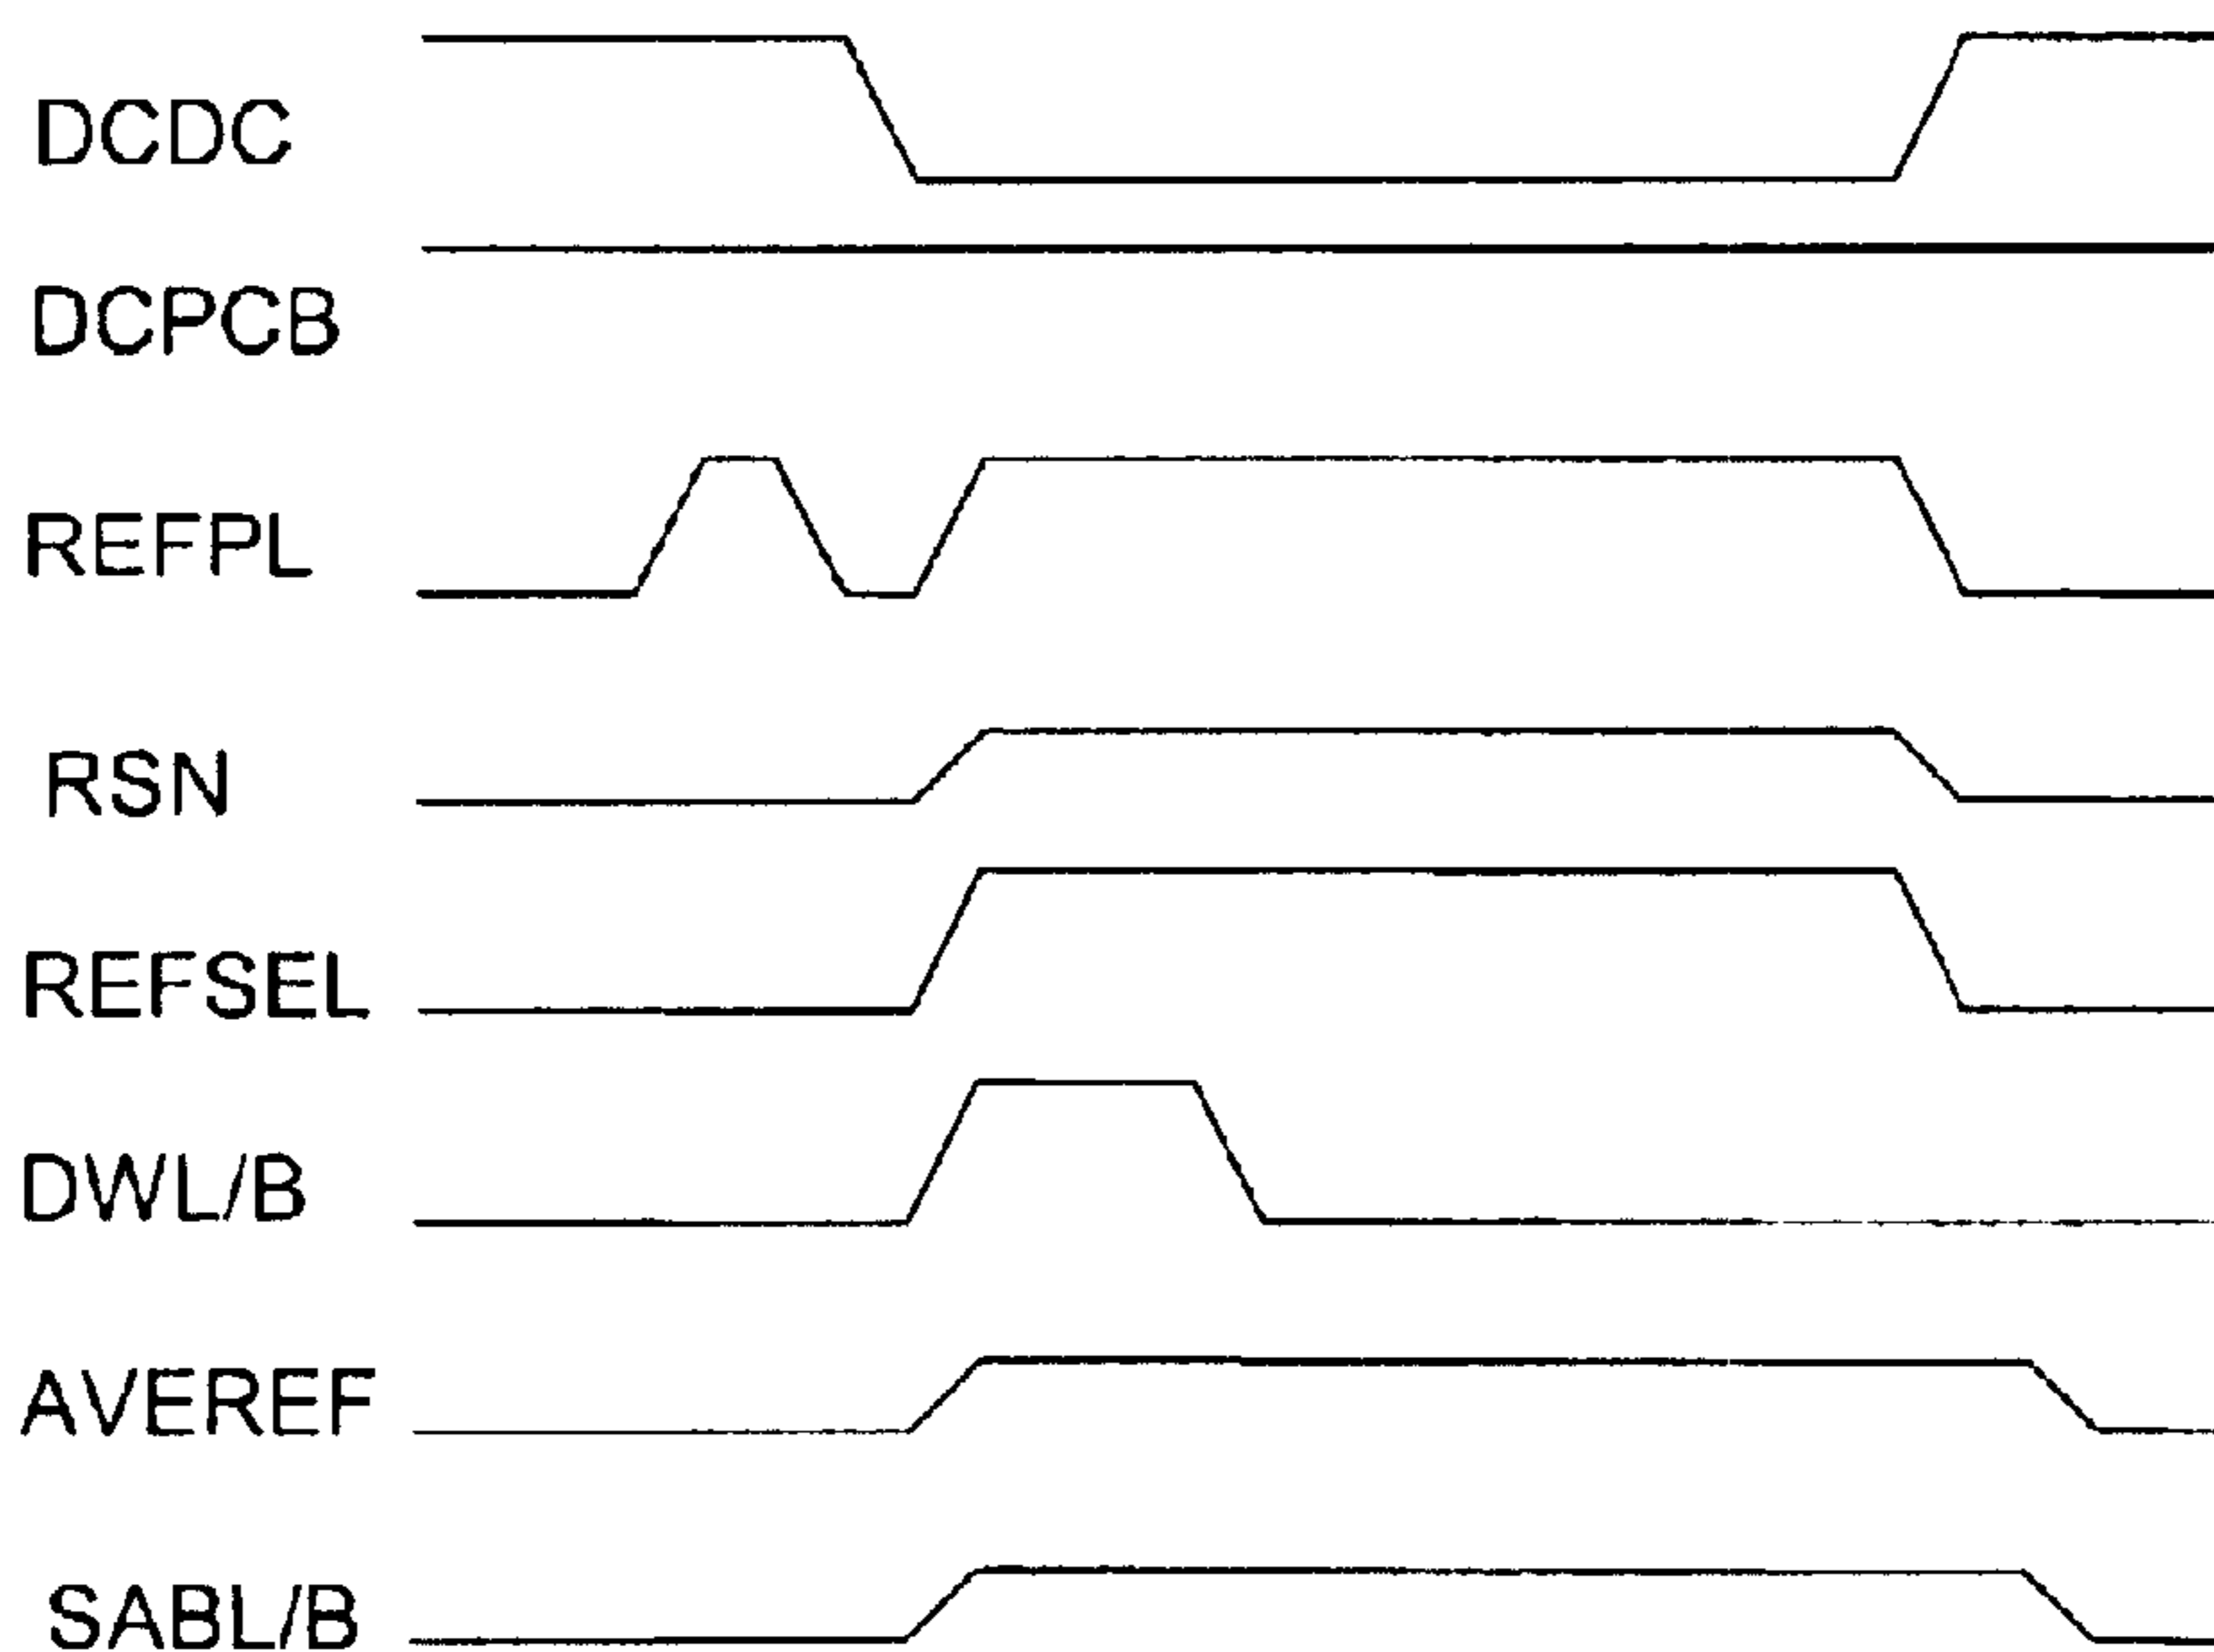 DCDC
DCPCB
REFPL
RSN
REFSEL
DWL/B
AVEREF
SABL/B